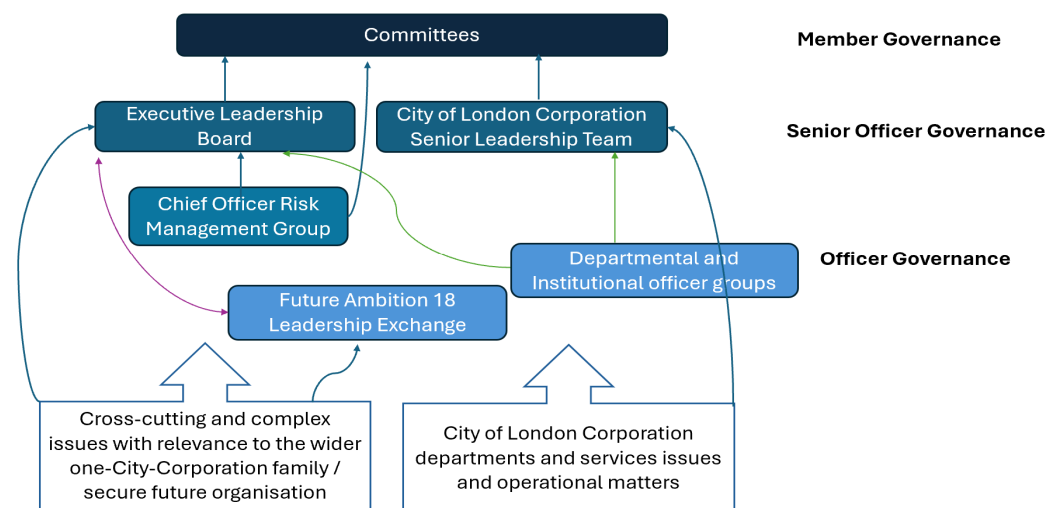 Committees
Member Governance
Executive Leadership
Board
City of London Corporation
Senior Leadership Team
Senior Officer Governance
Chief Officer Risk
Management Group
Departmental and
Institutional officer groups
Officer Governance
Future Ambition 18
Leadership Exchange
Cross-cutting and complex
issues with relevance to the wider
one-City-Corporation family /
secure future organisation
City of London Corporation
departments and services issues
and operational matters